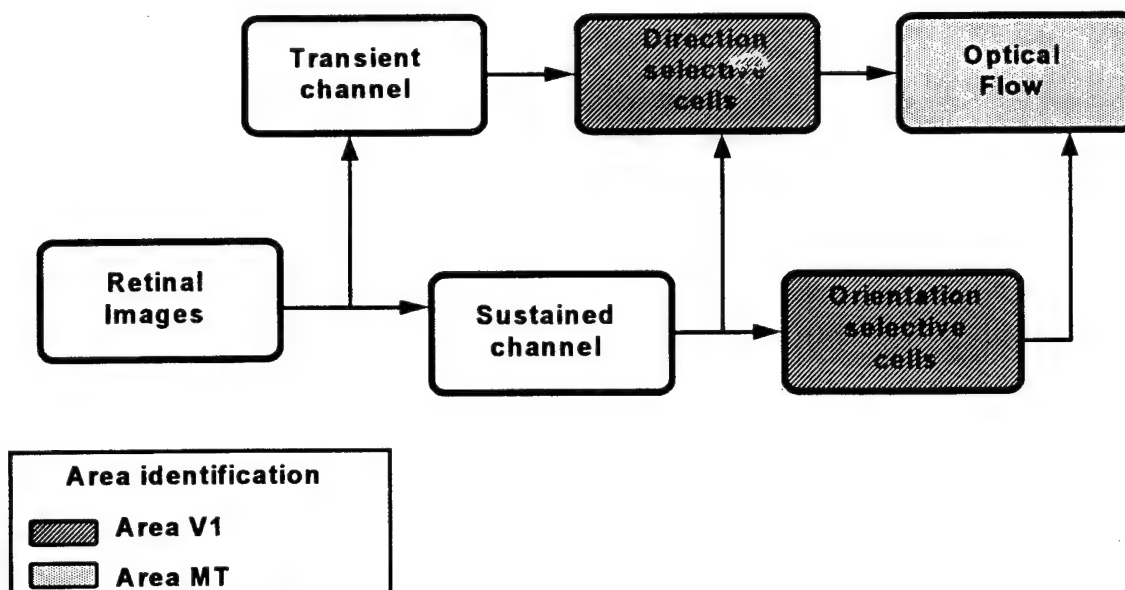 Transient
channel
Direction
selective
cells
Optical
Flow
Retinal
Images
Sustained
channel
Orientation
selective
cells
Area identification
Area V1
Area MT